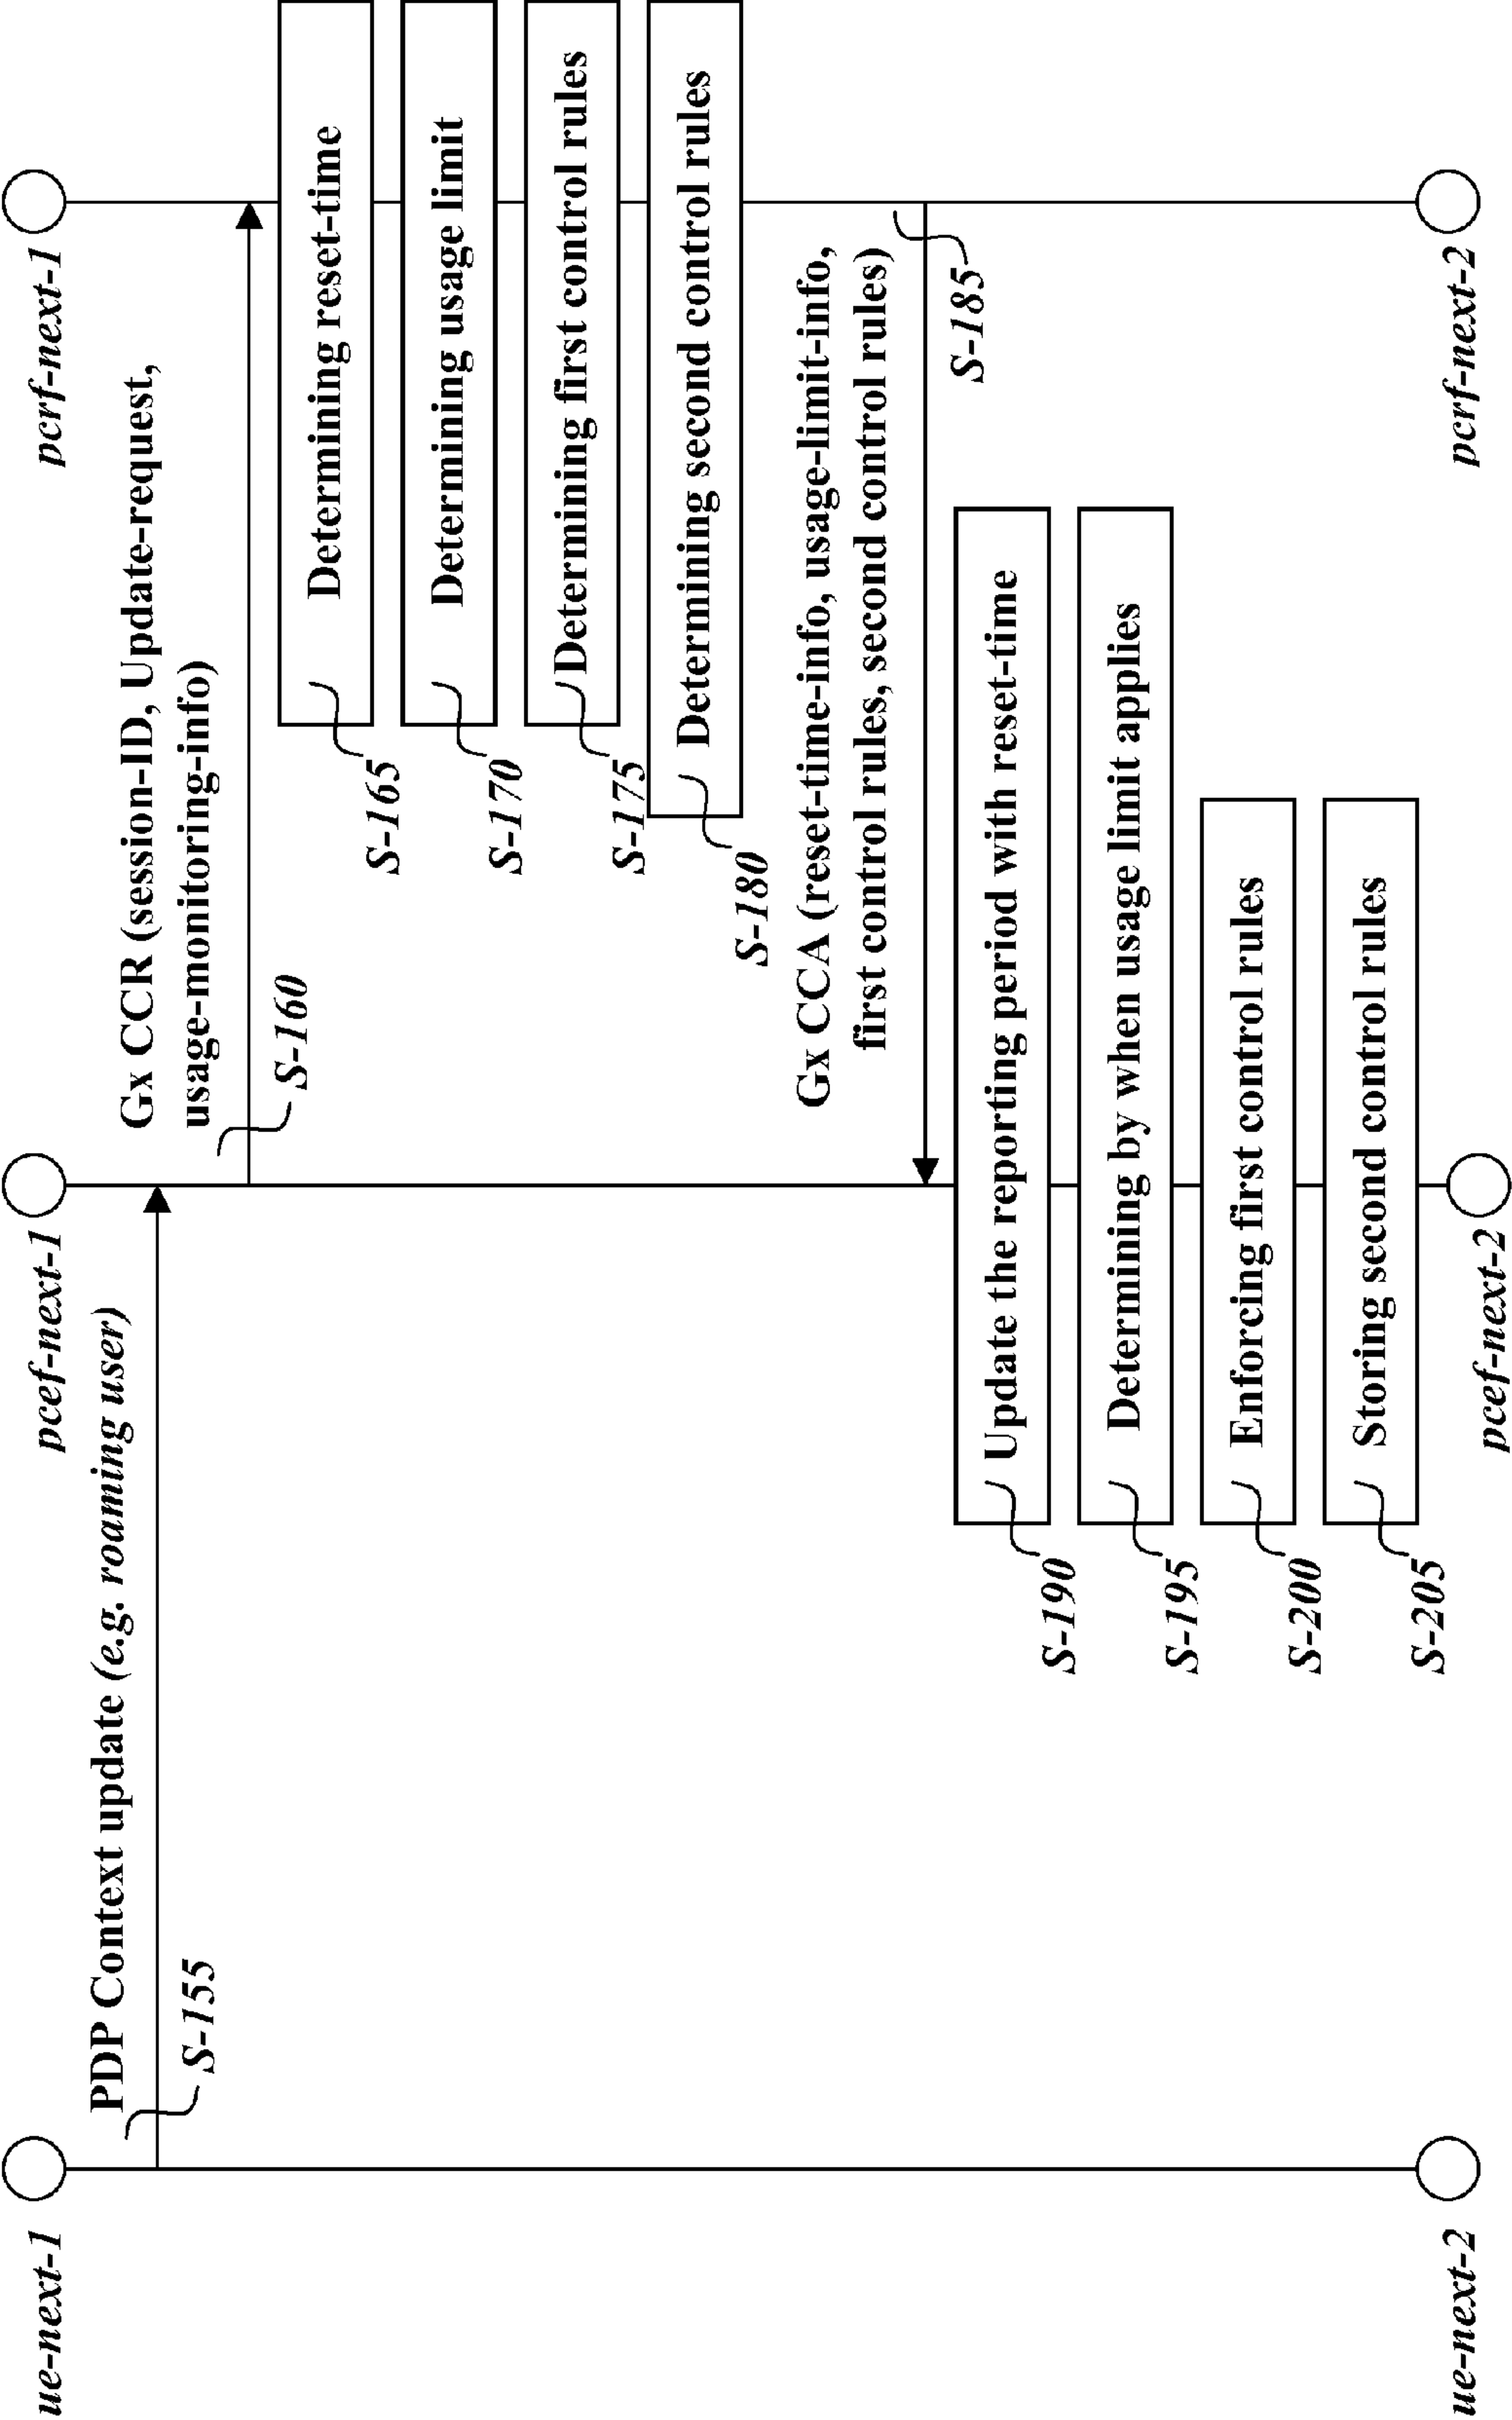 ue-next-1
pcef-next-1
pcrf-next-1
PDP Context update (e.g. roaming user)
S-155
Gx CCR (session-ID, Update-request,
usage-monitoring-info)
S-160
Determining reset-time
S-165
Determining usage limit
S-170
Determining first control rules
S-175
Determining second control rules
S-180
Gx CCA (reset-time-info, usage-limit-info,
first control rules, second control rules)
S-185
Update the reporting period with reset-time
S-190
Determining by when usage limit applies
S-195
Enforcing first control rules
S-200
Storing second control rules
S-205
ue-next-2
pcef-next-2
pcrf-next-2